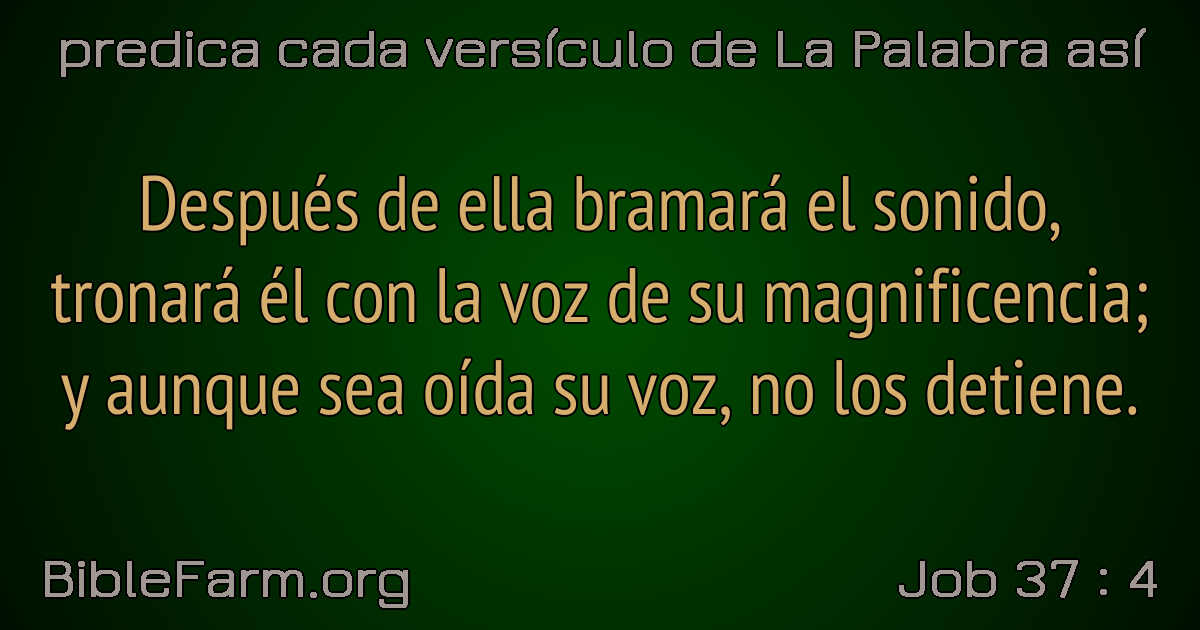 predica cada versículo de La Palabra así
Después de ella bramará el sonido,
tronará él con la voz de su magnificencia;
y aunque sea oída su voz, no los detiene.
BibleFarm.org
Job 37 : 4